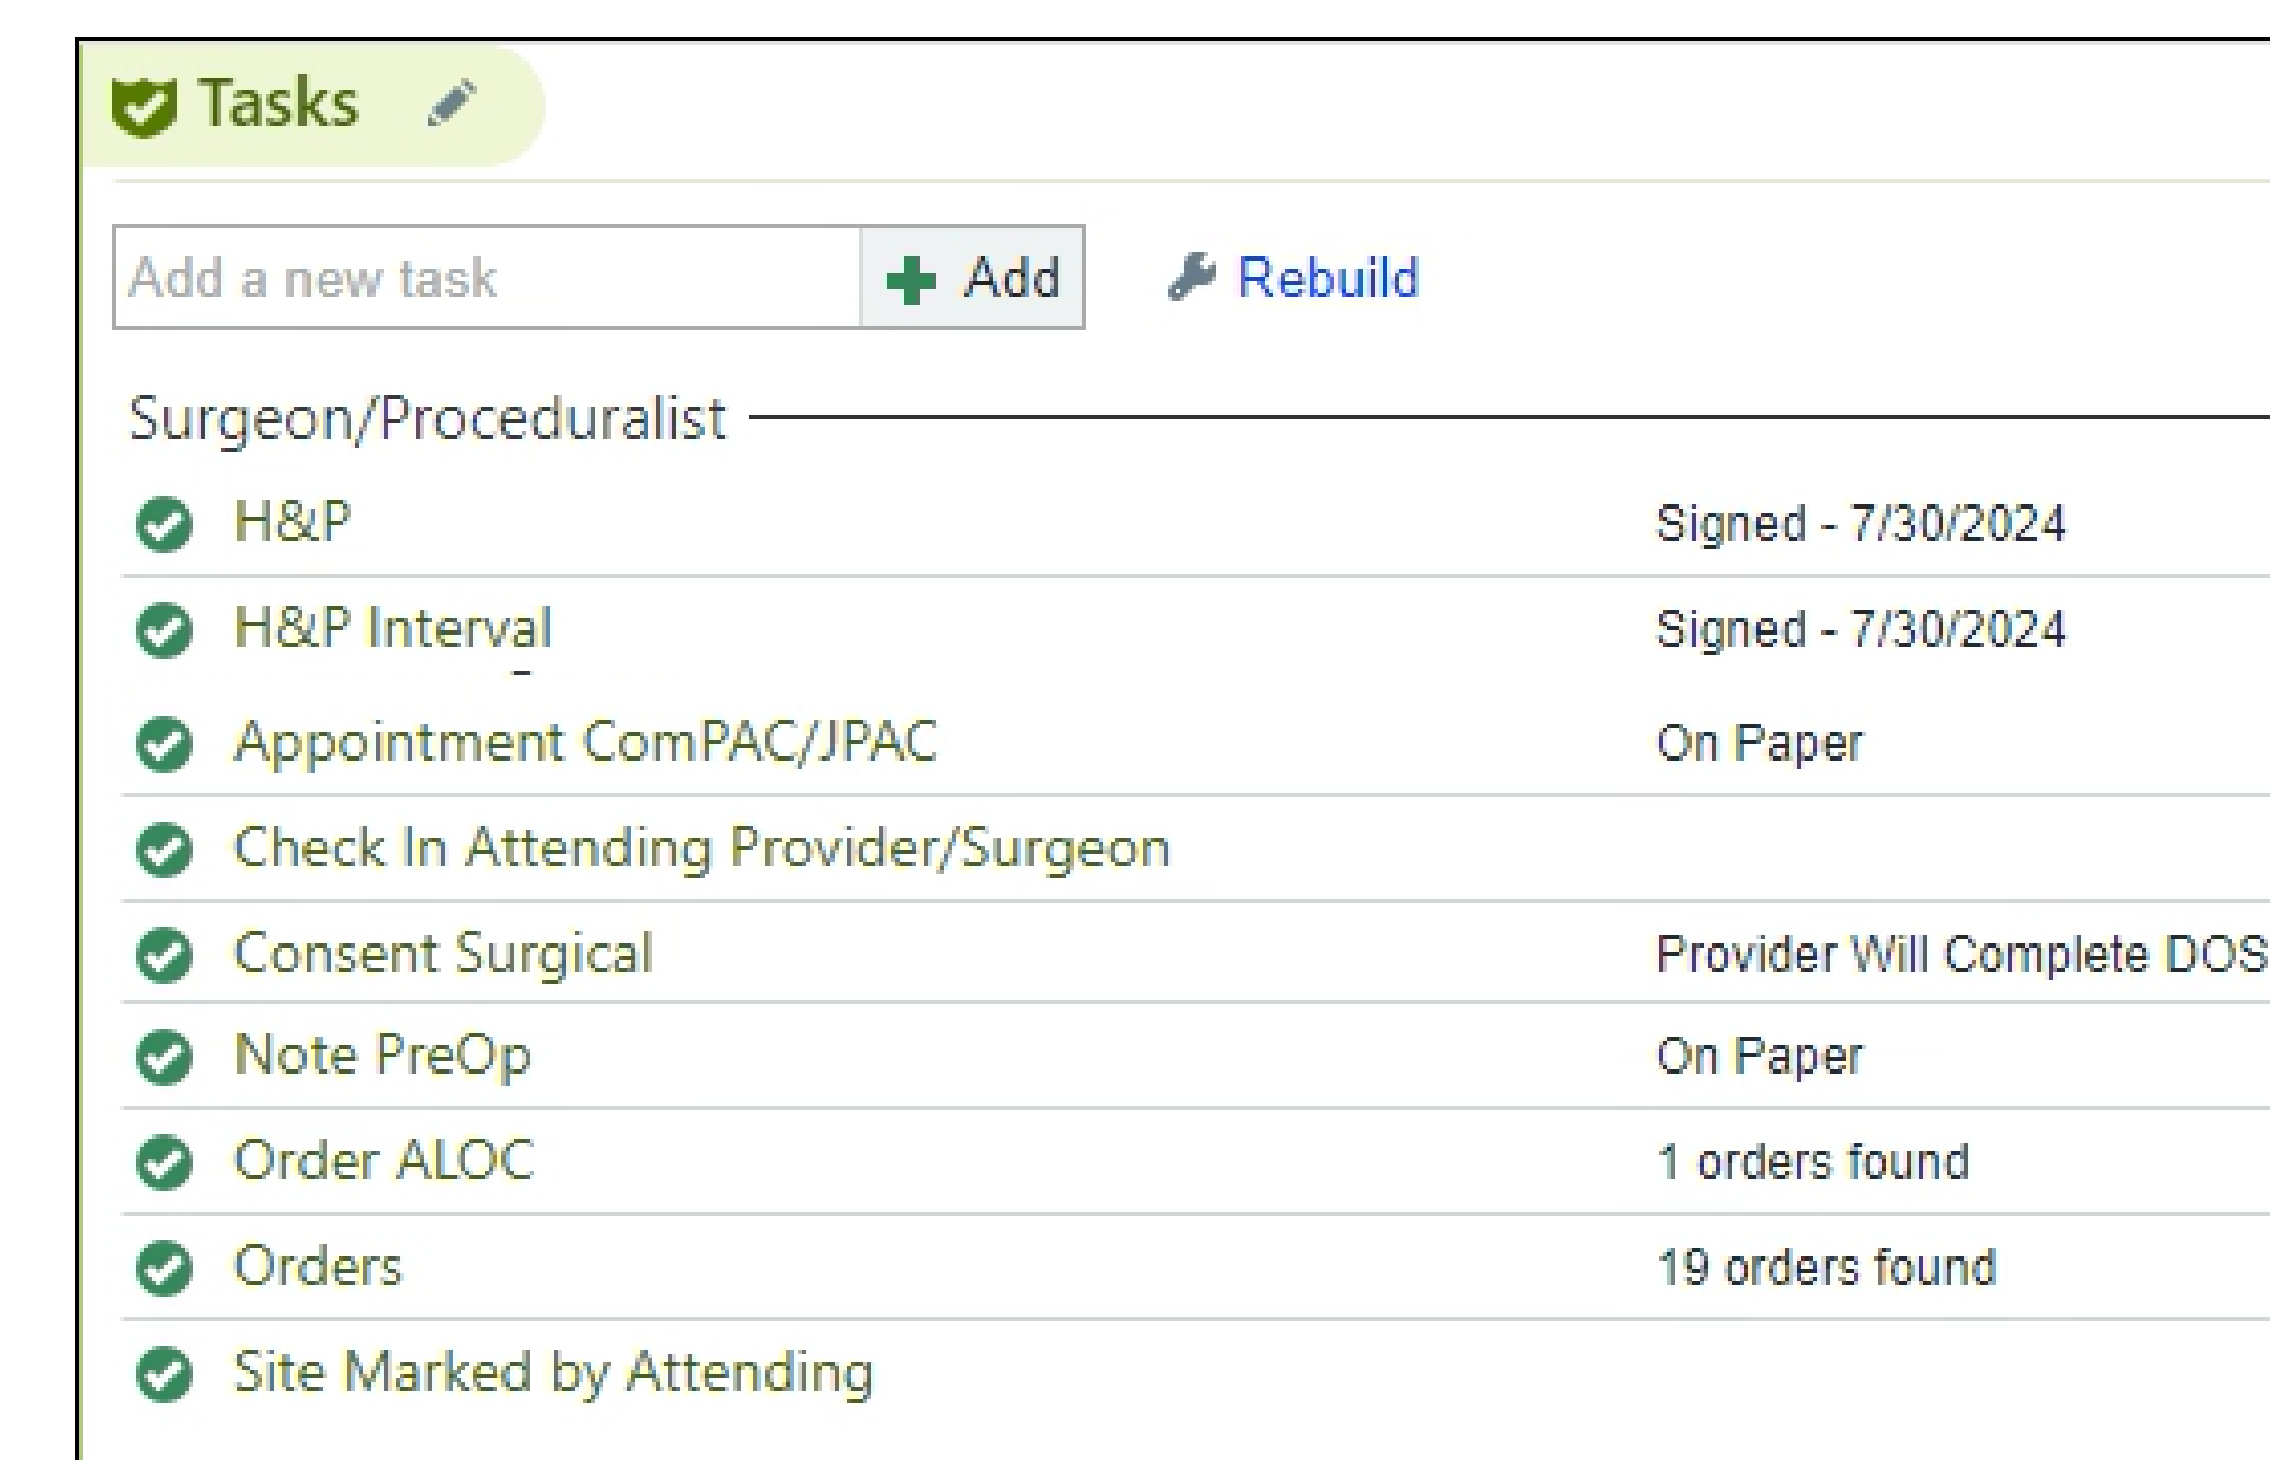 Tasks
Add a new task
Add
Rebuild
Surgeon/Proceduralist
H&P Signed - 7/30/2024
H&P Interval Signed - 7/30/2024
Appointment ComPAC/JPAC On Paper
Check In Attending Provider/Surgeon
Consent Surgical Provider Will Complete DOS
Note PreOp On Paper
Order ALOC 1 orders found
Orders 19 orders found
Site Marked by Attending